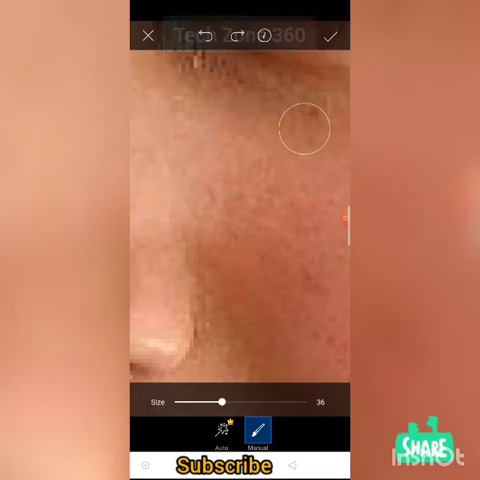 Tech Zone 360
Size
36
Auto
Manual
Subscribe
SHARE
InShot